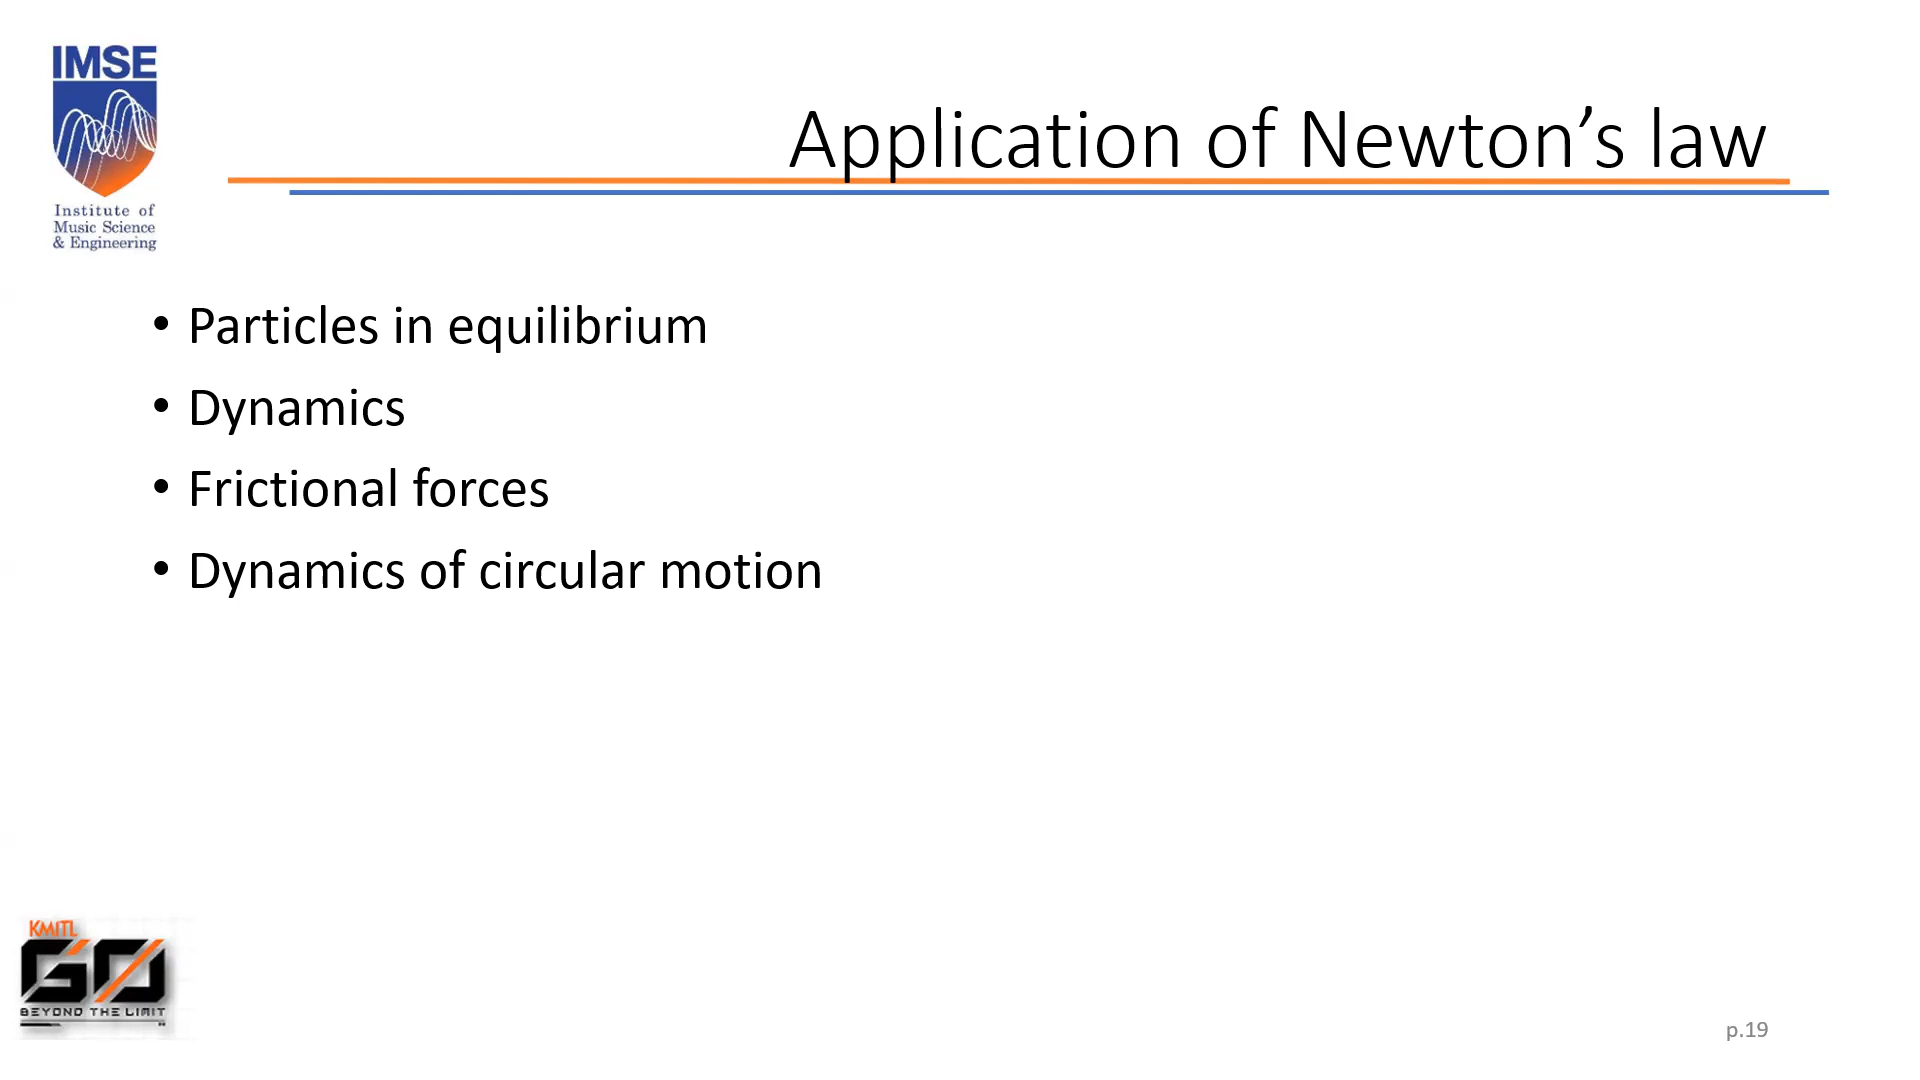 IMSE
Institute of
Music Science
& Engineering
Application of Newton’s law
• Particles in equilibrium
• Dynamics
• Frictional forces
• Dynamics of circular motion
KMITL
GO
BEYOND THE LIMIT
p.19